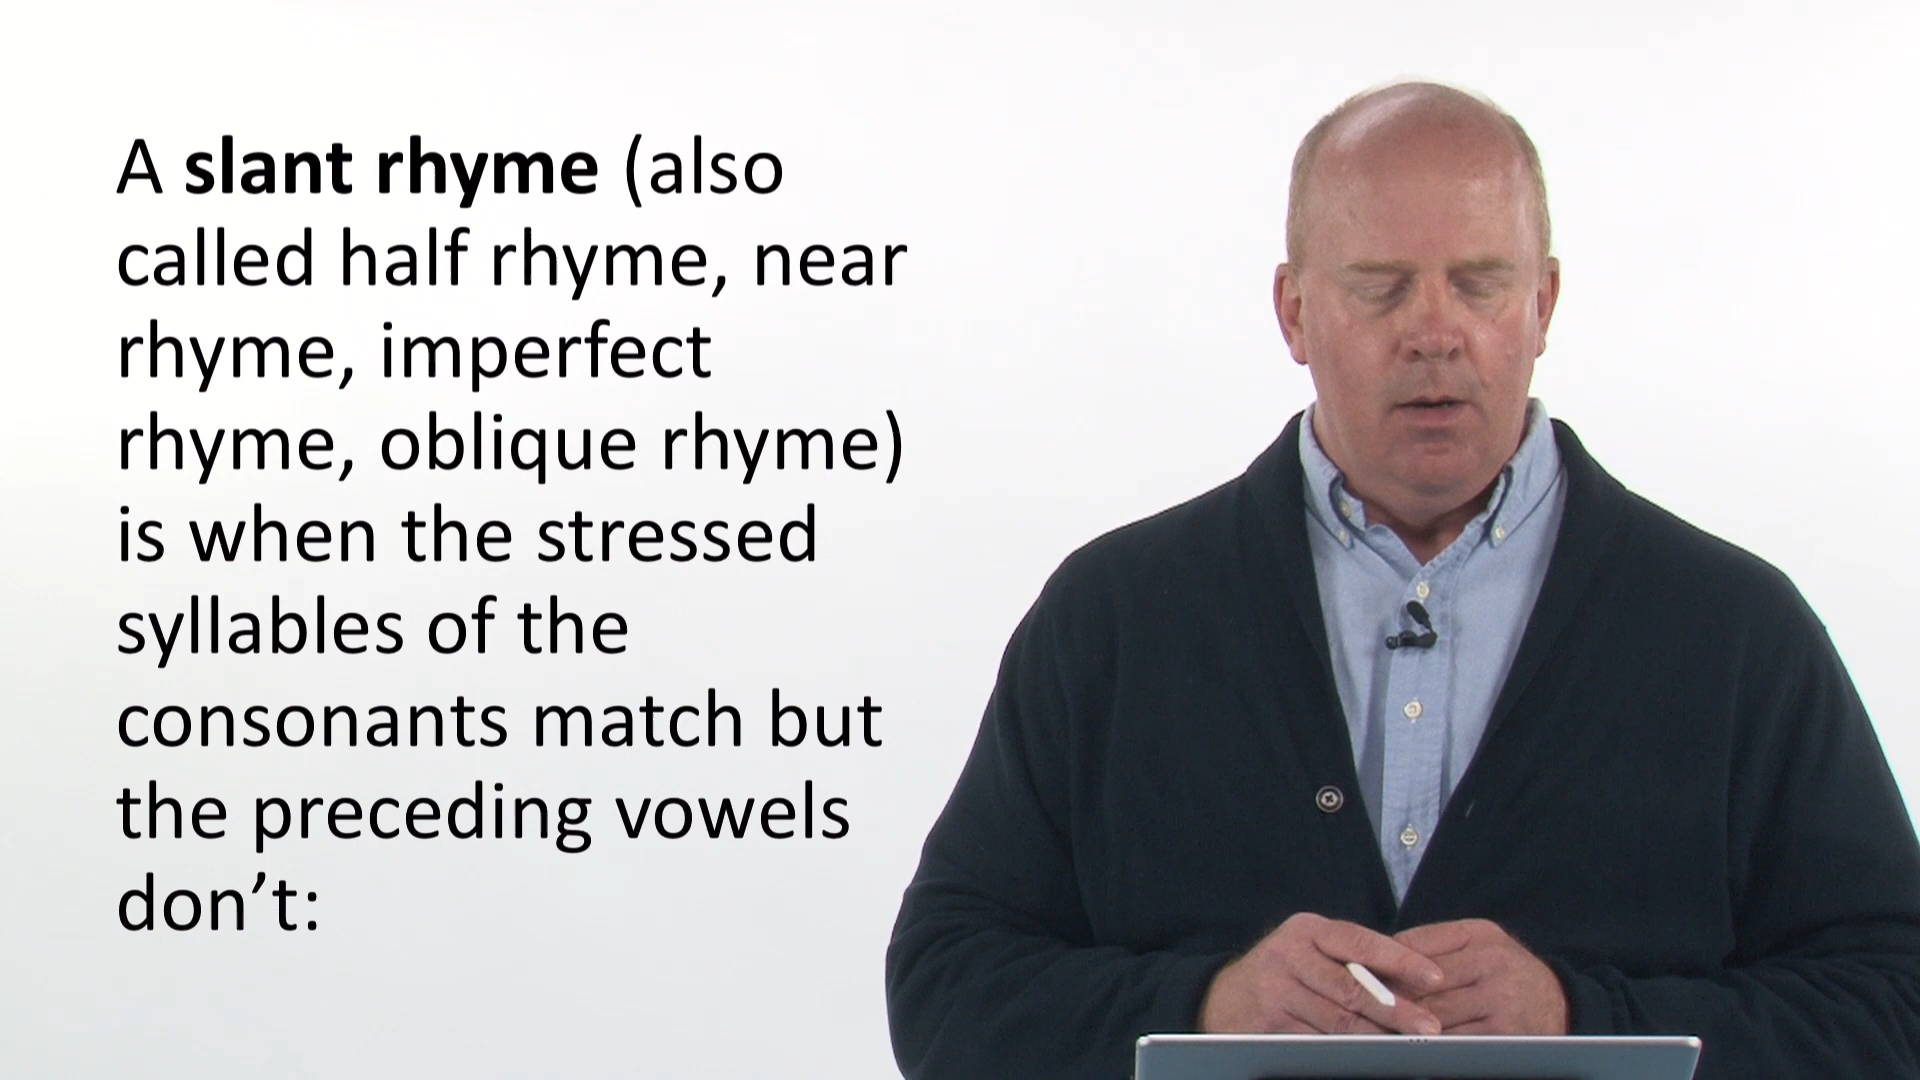 A slant rhyme (also
called half rhyme, near
rhyme, imperfect
rhyme, oblique rhyme)
is when the stressed
syllables of the
consonants match but
the preceding vowels
don’t: